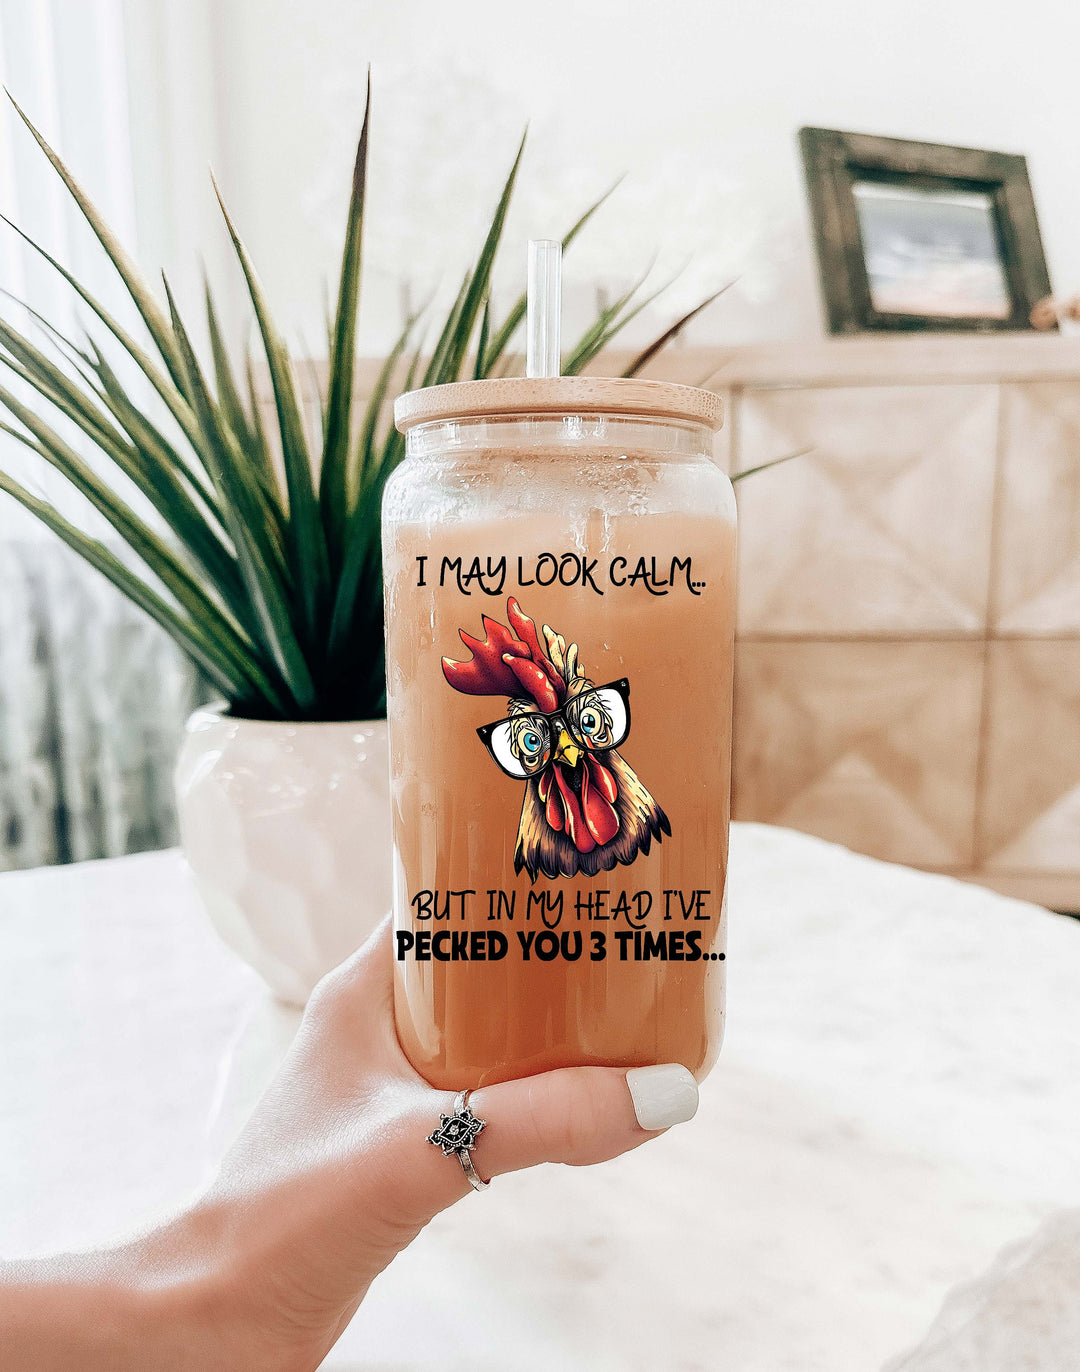 I MAY LOOK CALM...
BUT IN MY HEAD I'VE
PECKED YOU 3 TIMES...